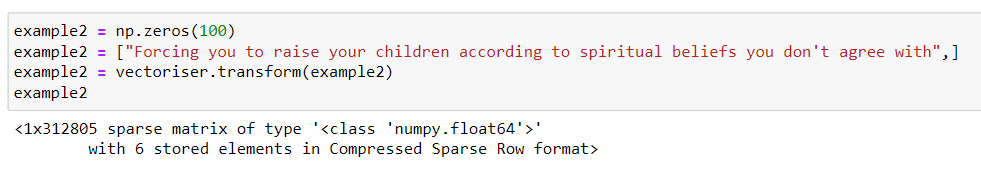 example2 = np.zeros(100)
example2 = ["Forcing you to raise your children according to spiritual beliefs you don't agree with",]
example2 = vectoriser.transform(example2)
example2
<1x312805 sparse matrix of type '<class 'numpy.float64'>'
        with 6 stored elements in Compressed Sparse Row format>